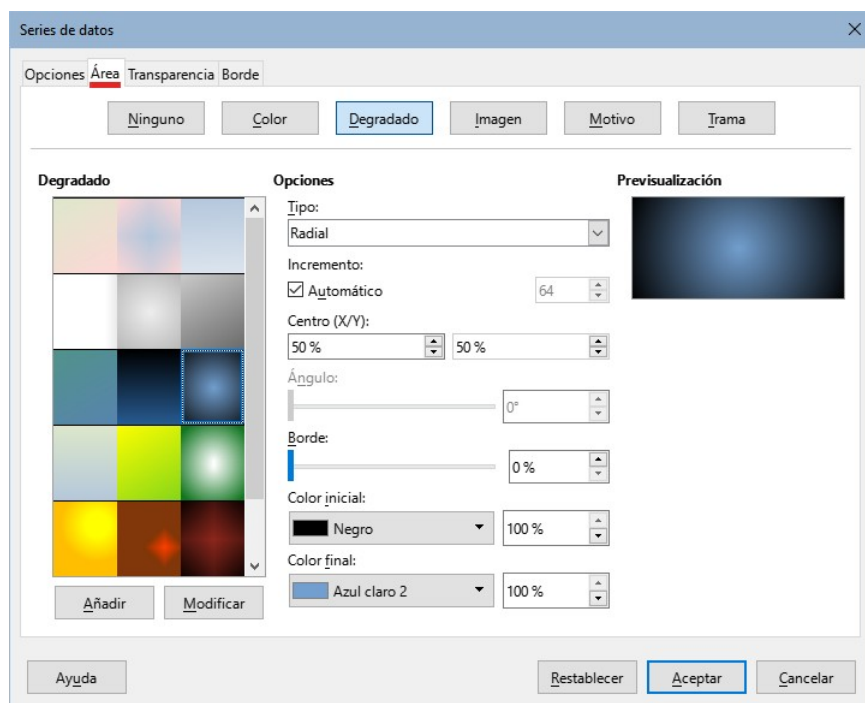 Series de datos
Opciones Área Transparencia Borde
Ninguno Color Degradado Imagen Motivo Trama
Degradado Opciones Previsualización
Tipo:
Radial
Incremento:
Automático 64
Centro (X/Y):
50 % 50 %
Ángulo:
0°
Borde:
0 %
Color inicial:
Negro 100 %
Color final:
Azul claro 2 100 %
Añadir Modificar
Ayuda Restablecer Aceptar Cancelar